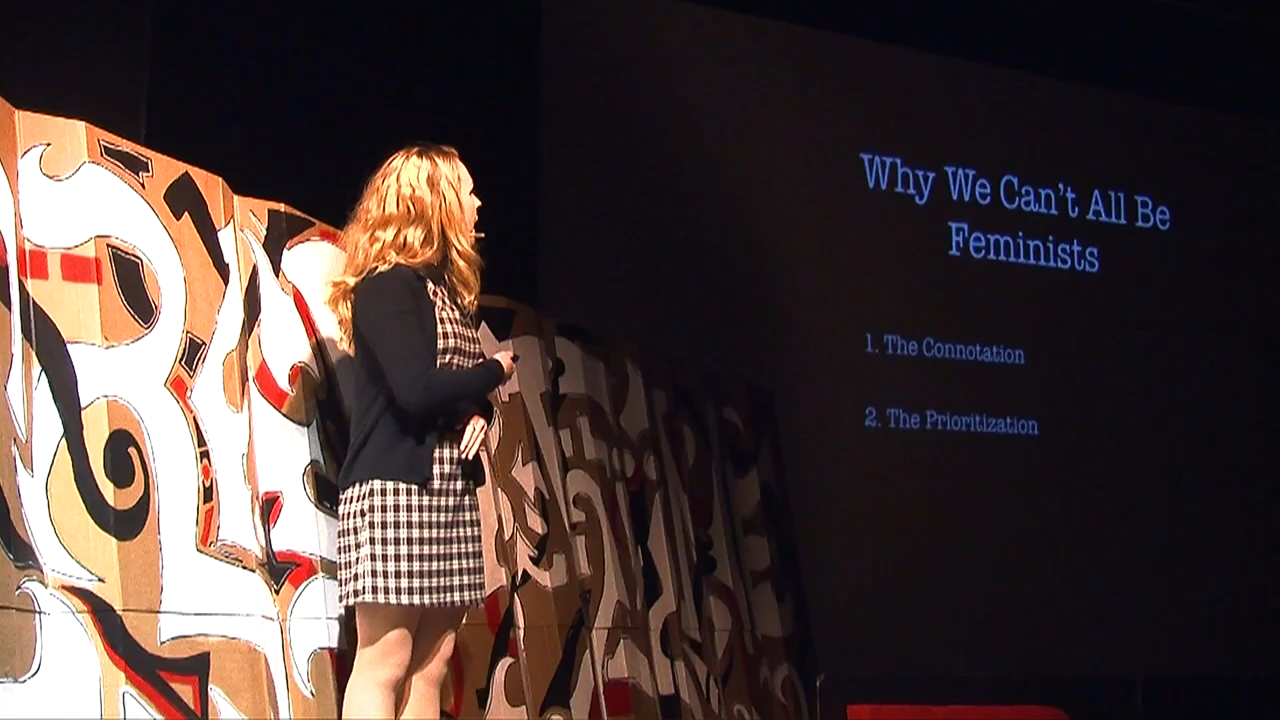 Why We Can't All Be
Feminists
1. The Connotation
2. The Prioritization